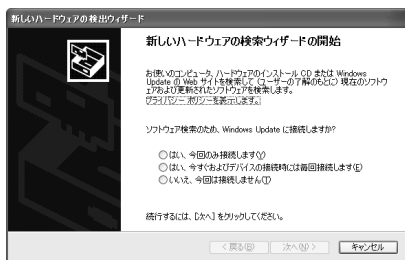 新しいハードウェアの検出ウィザード
新しいハードウェアの検索ウィザードの開始
お使いのコンピュータ、ハードウェアのインストール CD または Windows
Update の Web サイトを検索して (ユーザーの了解のもとに) 現在のソフトウ
ェアおよび更新されたソフトウェアを検索します。
プライバシー ポリシーを表示します。
ソフトウェア検索のため、Windows Update に接続しますか?
はい、今回のみ接続します(Y)
はい、今すぐおよびデバイスの接続時には毎回接続します(E)
いいえ、今回は接続しません(T)
続行するには、[次へ] をクリックしてください。
< 戻る(B)
次へ(N) >
キャンセル